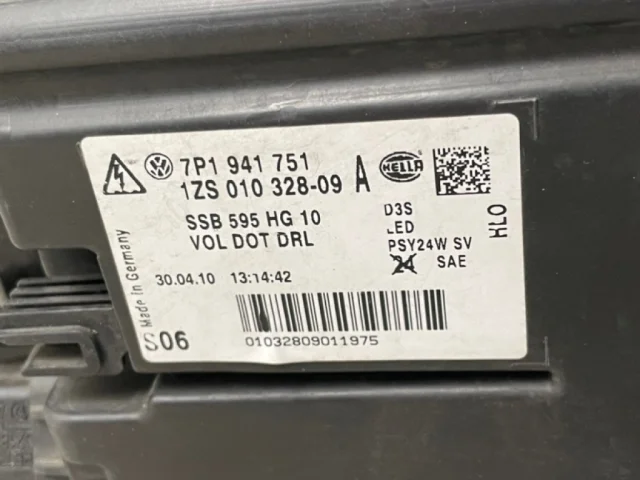 7P1 941 751
1ZS 010 328-09 A
HELLA
SSB 595 HG 10
VOL DOT DRL
D3S
LED
PSY24W SV
24 SAE
HLO
30.04.10 13:14:42
Made in Germany
S06
01032809011975